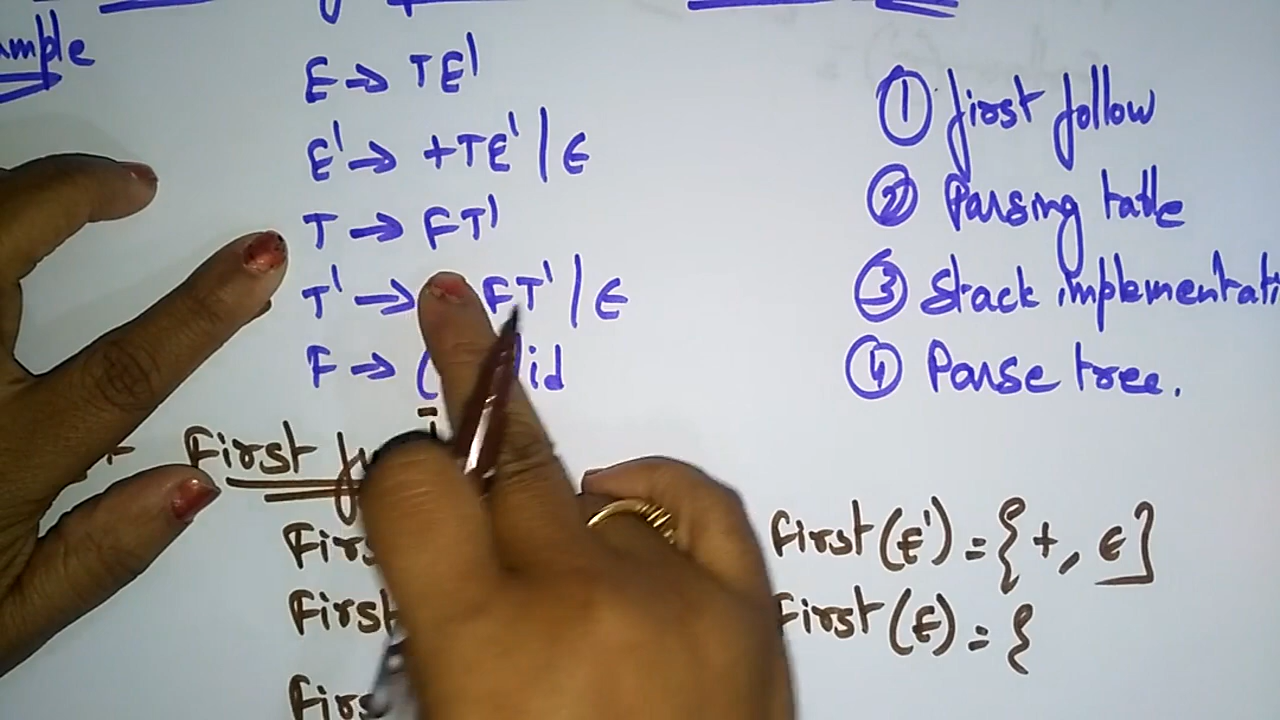 E → TE'
E' → +TE' | ϵ
T → FT'
T' → FT' | ϵ
F → ( id
① first follow
② Parsing table
③ Stack implementati
④ Parse tree.
First
First(E') = { +, ϵ }
First(E) = {